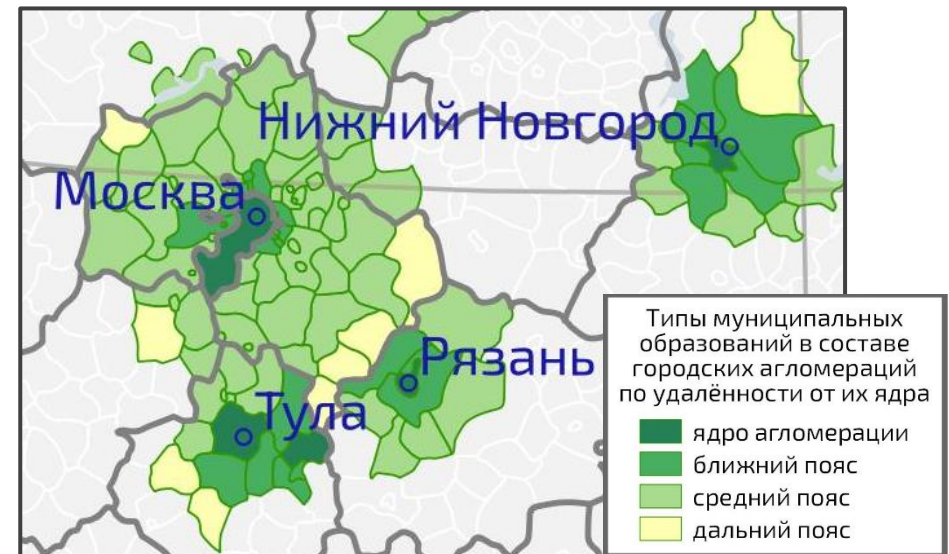 Нижний Новгород
Москва
Рязань
Тула
Типы муниципальных
образований в составе
городских агломераций
по удалённости от их ядра
ядро агломерации
ближний пояс
средний пояс
дальний пояс